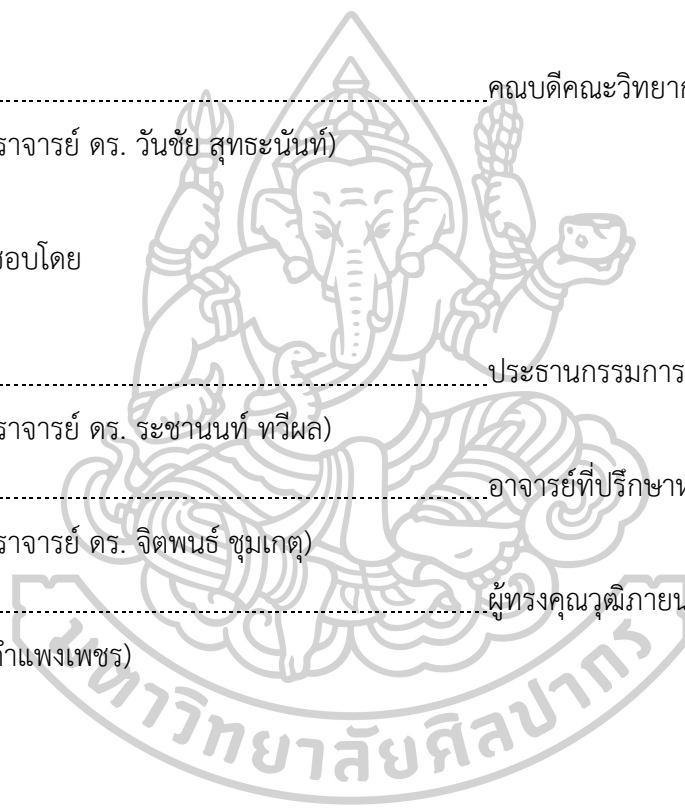 คณบดีคณะวิทยาก
ราจารย์ ดร. วันชัย สุทธะนันท์)
สอบโดย
ประธานกรรมการ
ราจารย์ ดร. ระชานนท์ ทวีผล)
อาจารย์ที่ปรึกษาห
ราจารย์ ดร. จิตพนธ์ ชุมเกตุ)
ผู้ทรงคุณวุฒิภายน
กำแพงเพชร)
มหาวิทยาลัยศิลปากร